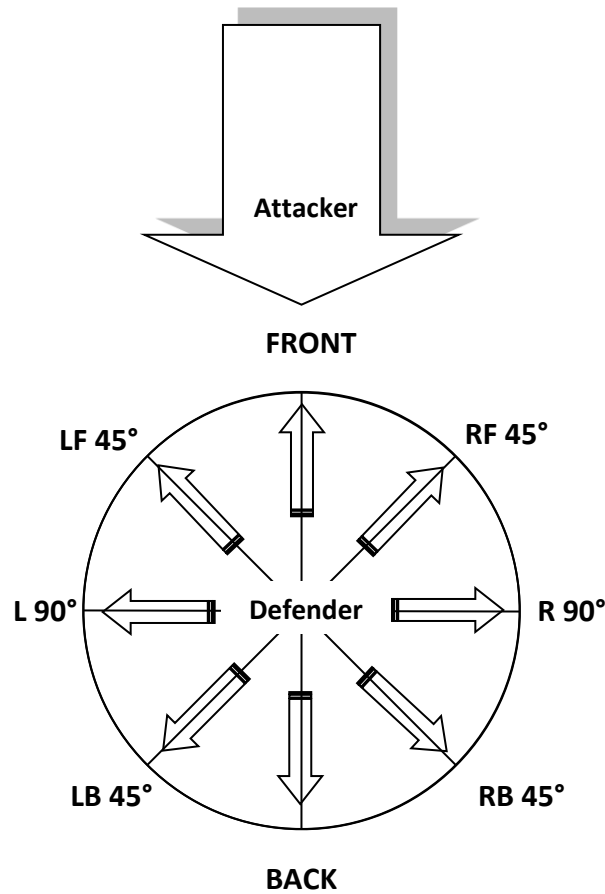 Attacker
FRONT
LF 45°
RF 45°
L 90°
Defender
R 90°
LB 45°
RB 45°
BACK